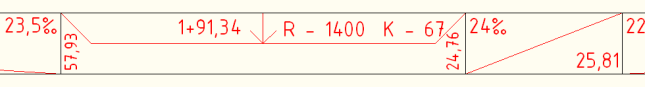 23,5‰ 1+91,34 R - 1400 K - 67 24‰ 22
57,93 24,76 25,81